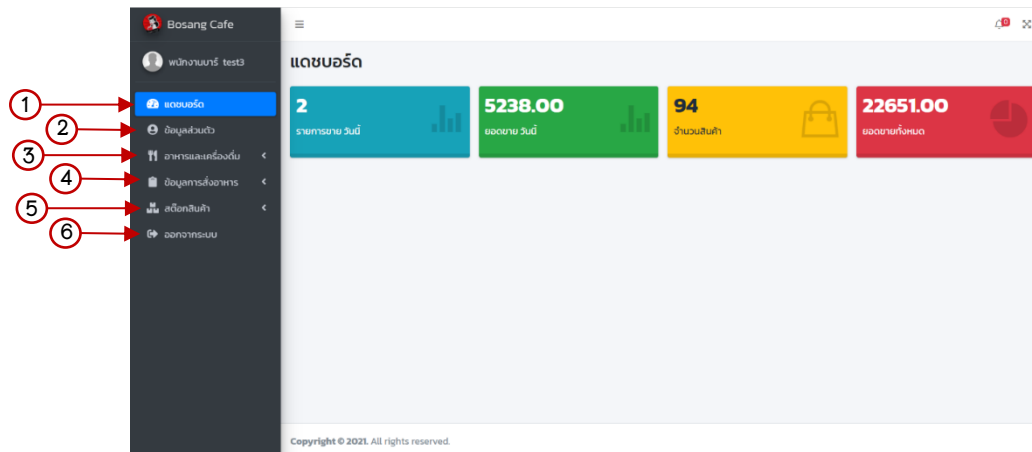 Bosang Cafe
พนักงานบาร์ test3
1 แดชบอร์ด
2 ข้อมูลส่วนตัว
3 อาหารและเครื่องดื่ม
4 ข้อมูลการสั่งอาหาร
5 สต๊อกสินค้า
6 ออกจากระบบ
0
แดชบอร์ด
2
รายการขาย วันนี้
5238.00
ยอดขาย วันนี้
94
จำนวนสินค้า
22651.00
ยอดขายทั้งหมด
Copyright © 2021. All rights reserved.